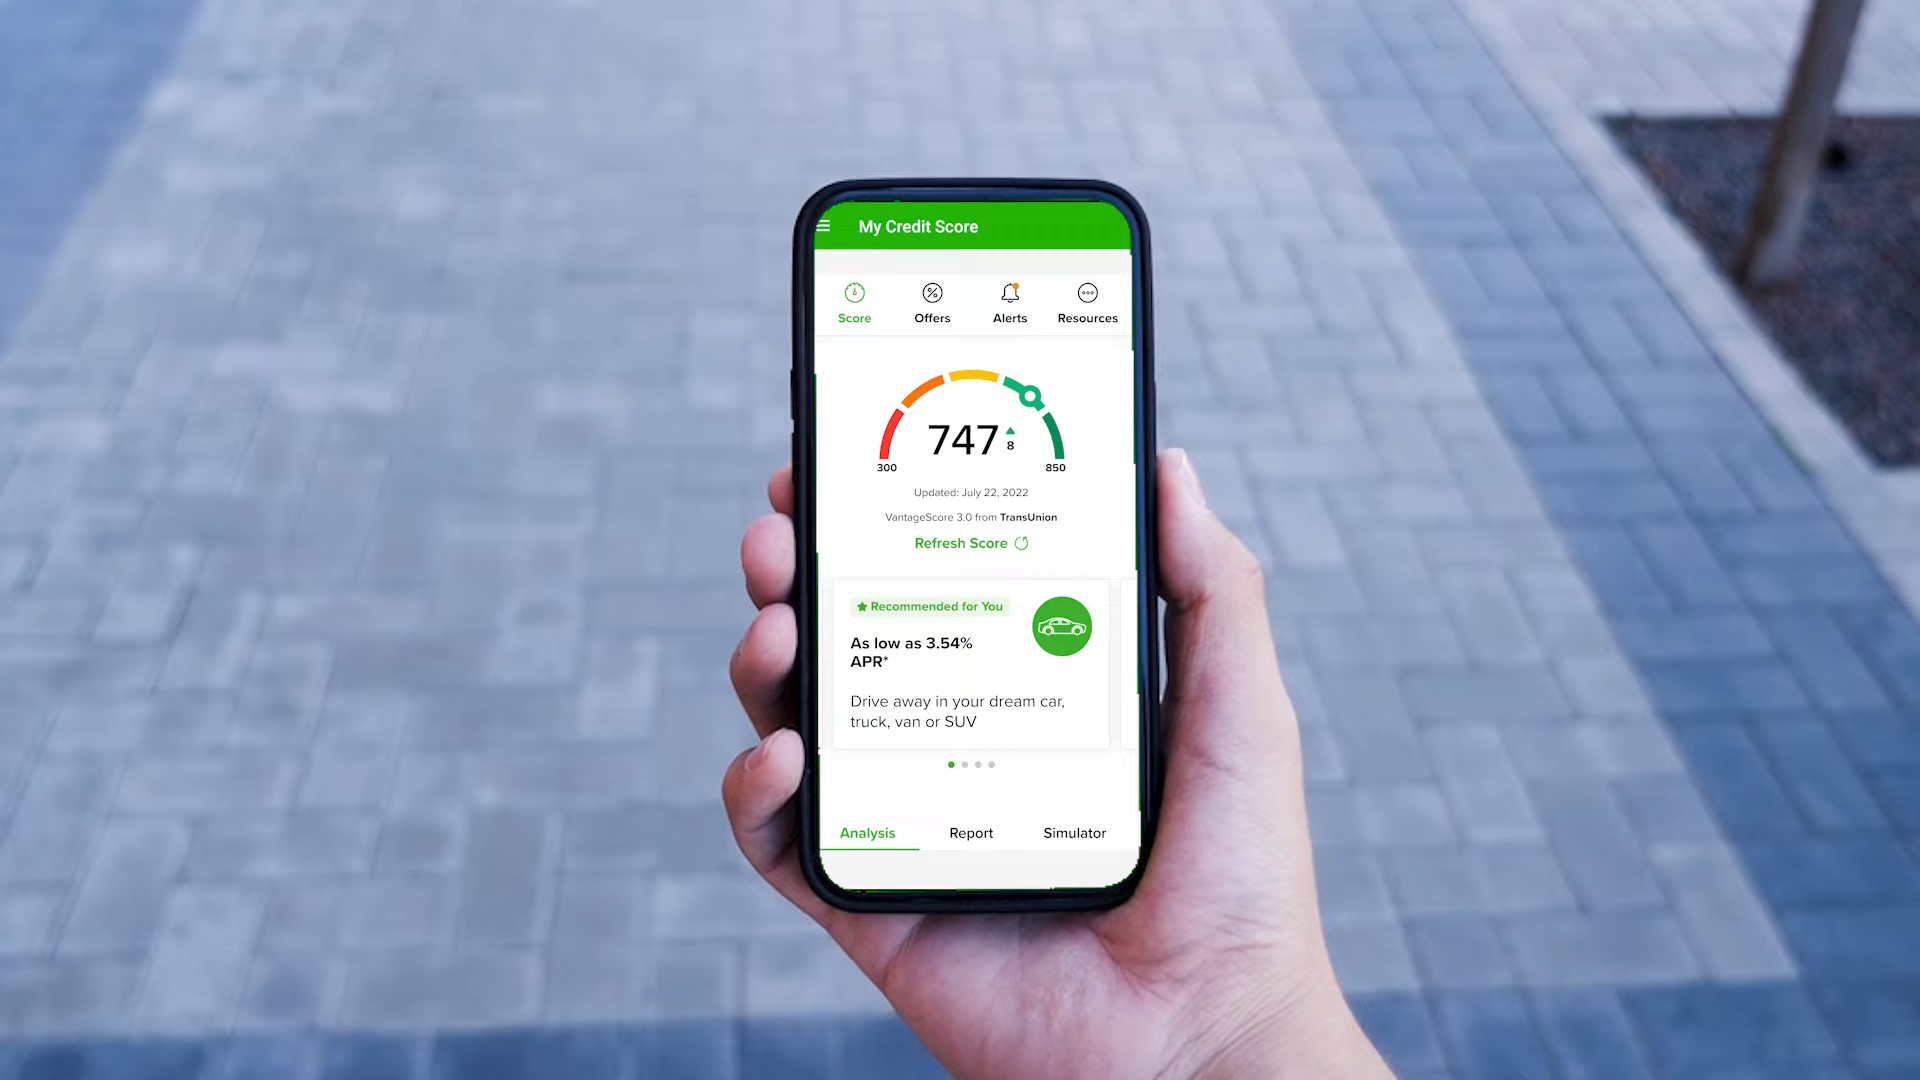 My Credit Score
Score Offers Alerts Resources
747 8
300 850
Updated: July 22, 2022
VantageScore 3.0 from TransUnion
Refresh Score
Recommended for You
As low as 3.54%
APR*
Drive away in your dream car,
truck, van or SUV
Analysis Report Simulator